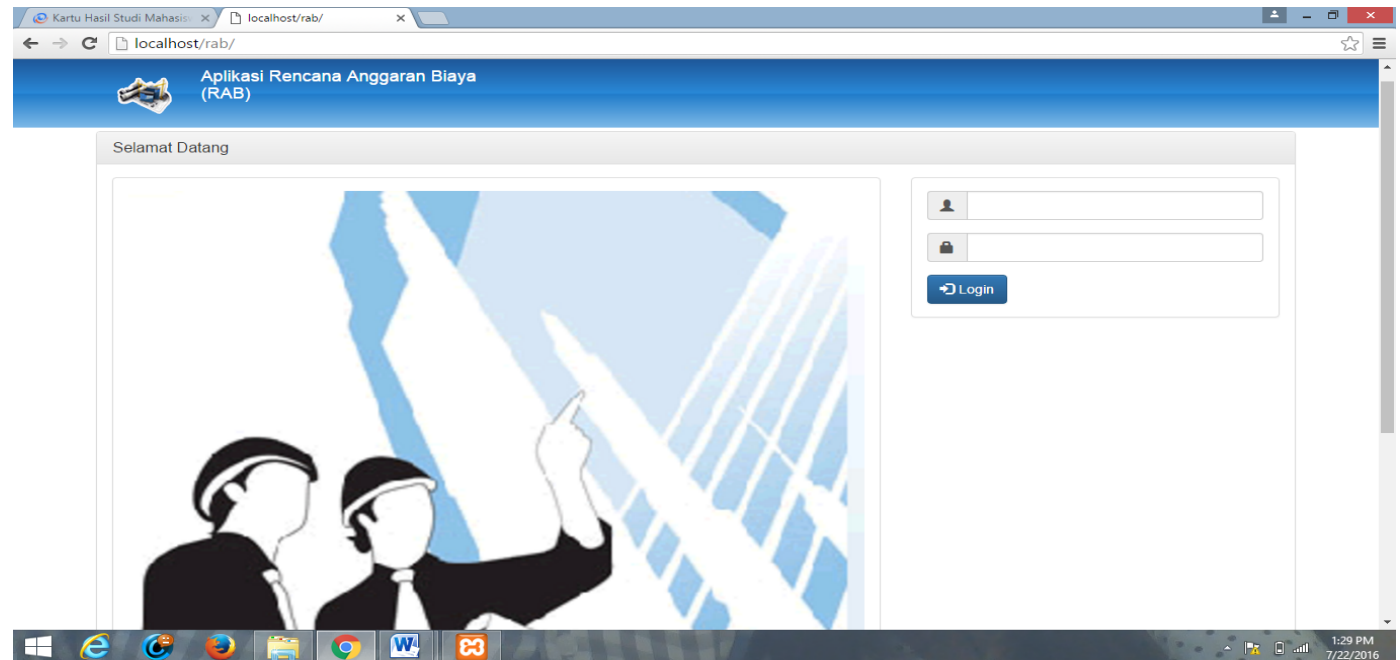 Kartu Hasil Studi Mahasis
localhost/rab/
localhost/rab/
Aplikasi Rencana Anggaran Biaya
(RAB)
Selamat Datang
Login
1:29 PM
7/22/2016